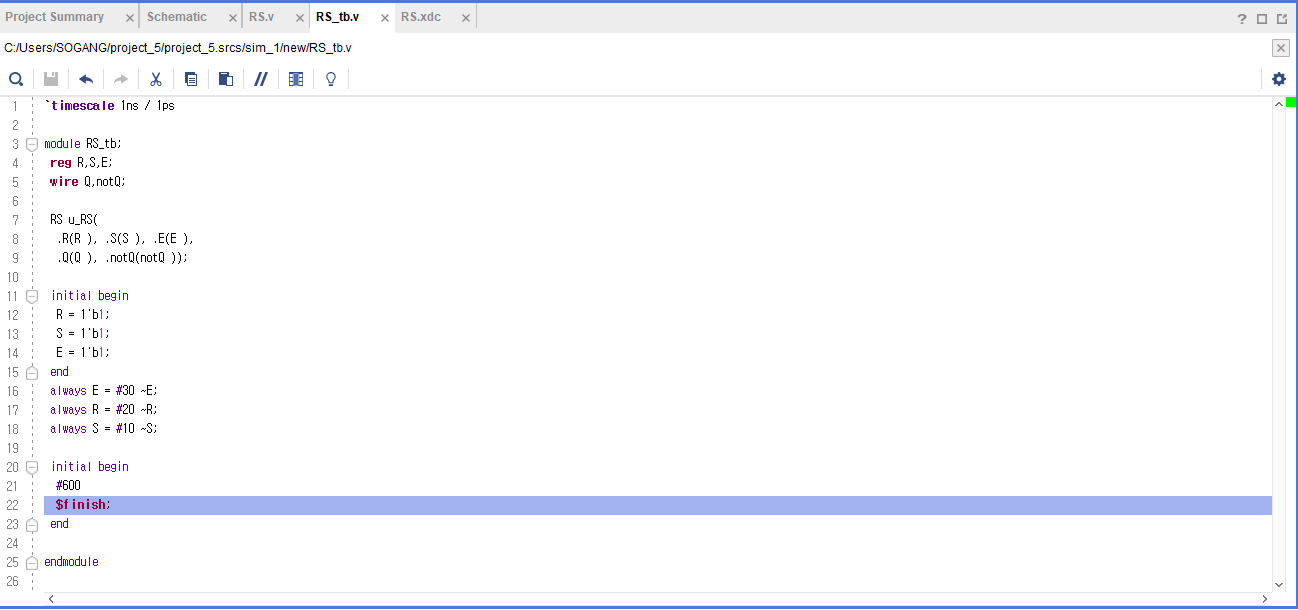 Project Summary × Schematic × RS.v × RS_tb.v × RS.xdc × ?
C:/Users/SOGANG/project_5/project_5.srcs/sim_1/new/RS_tb.v
1 `timescale 1ns / 1ps
2
3 module RS_tb;
4 reg R,S,E;
5 wire Q,notQ;
6
7 RS u_RS(
8 .R(R ), .S(S ), .E(E ),
9 .Q(Q ), .notQ(notQ ));
10
11 initial begin
12 R = 1'b1;
13 S = 1'b1;
14 E = 1'b1;
15 end
16 always E = #30 ~E;
17 always R = #20 ~R;
18 always S = #10 ~S;
19
20 initial begin
21 #600
22 $finish;
23 end
24
25 endmodule
26